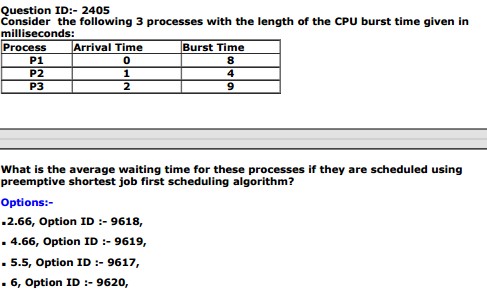 Question ID:- 2405
Consider the following 3 processes with the length of the CPU burst time given in
milliseconds:
Process Arrival Time Burst Time
P1 0 8
P2 1 4
P3 2 9
What is the average waiting time for these processes if they are scheduled using
preemptive shortest job first scheduling algorithm?
Options:-
▪2.66, Option ID :- 9618,
▪ 4.66, Option ID :- 9619,
▪ 5.5, Option ID :- 9617,
▪ 6, Option ID :- 9620,